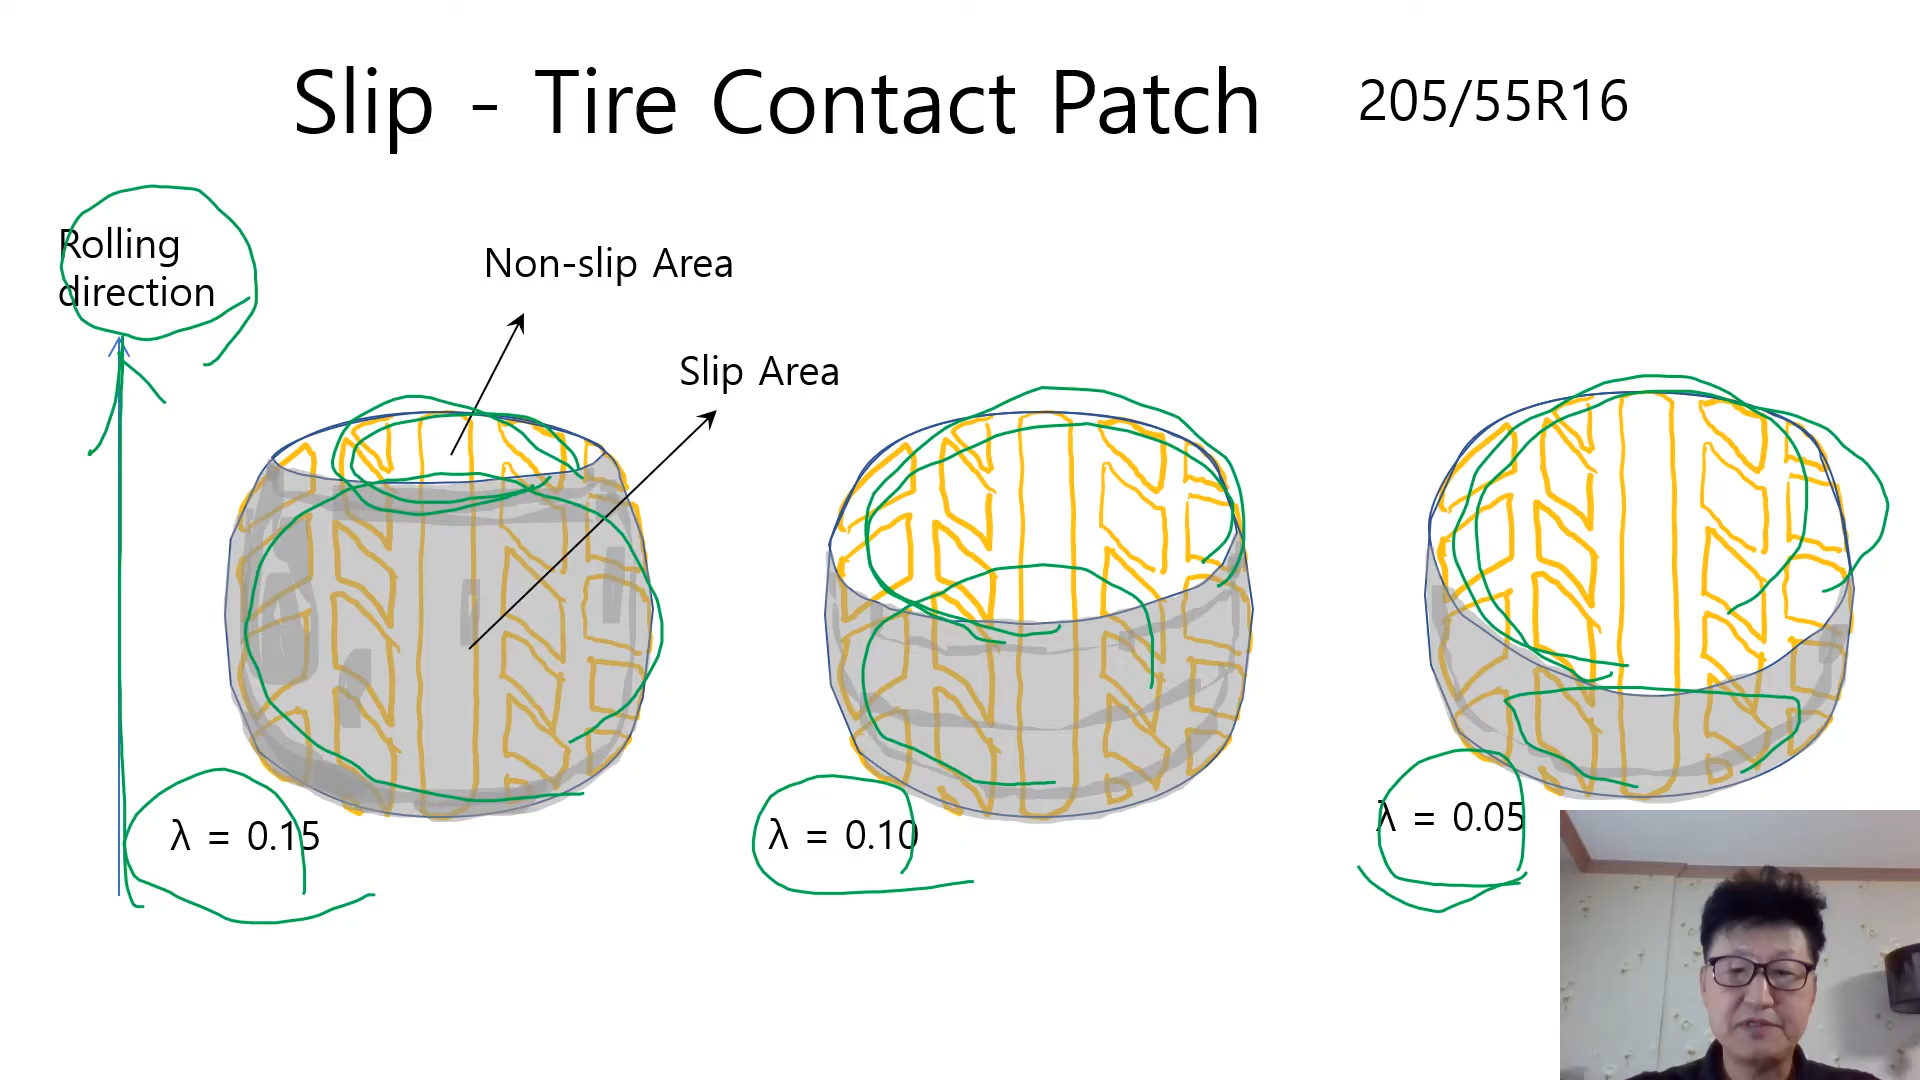 Slip - Tire Contact Patch
205/55R16
Rolling
direction
Non-slip Area
Slip Area
λ = 0.15
λ = 0.10
λ = 0.05